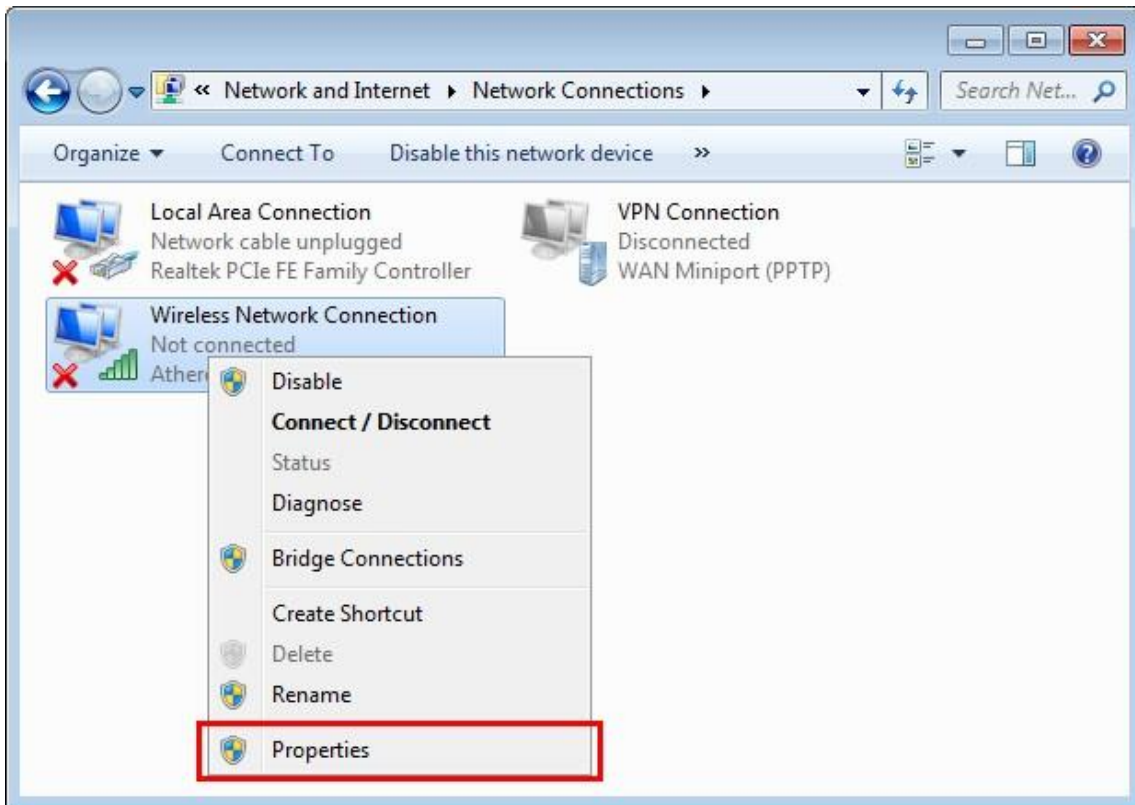 « Network and Internet ▸ Network Connections ▸
Search Net...
Organize
Connect To
Disable this network device
»
Local Area Connection
Network cable unplugged
Realtek PCIe FE Family Controller
VPN Connection
Disconnected
WAN Miniport (PPTP)
Wireless Network Connection
Not connected
Disable
Connect / Disconnect
Status
Diagnose
Bridge Connections
Create Shortcut
Delete
Rename
Properties